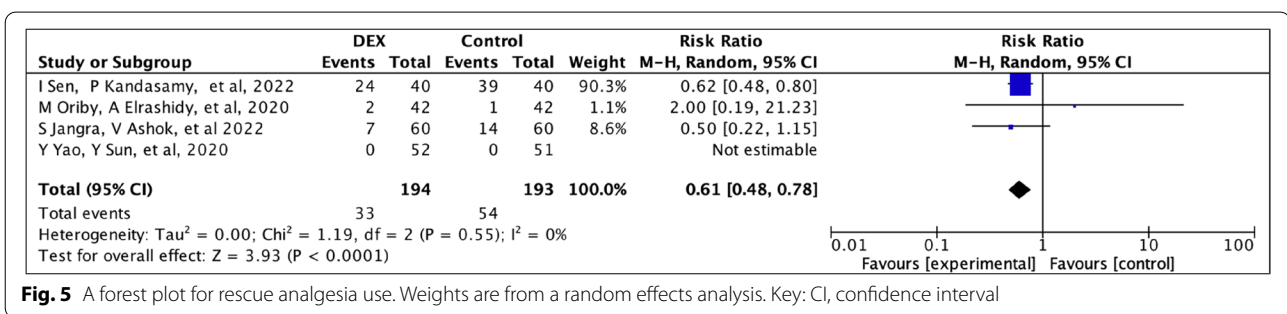 DEX Control Risk Ratio Risk Ratio
Study or Subgroup Events Total Events Total Weight M-H, Random, 95% CI M-H, Random, 95% CI
I Sen, P Kandasamy, et al, 2022 24 40 39 40 90.3% 0.62 [0.48, 0.80]
M Oriby, A Elrashidy, et al, 2020 2 42 1 42 1.1% 2.00 [0.19, 21.23]
S Jangra, V Ashok, et al 2022 7 60 14 60 8.6% 0.50 [0.22, 1.15]
Y Yao, Y Sun, et al, 2020 0 52 0 51 Not estimable
Total (95% CI) 194 193 100.0% 0.61 [0.48, 0.78]
Total events 33 54
Heterogeneity: Tau² = 0.00; Chi² = 1.19, df = 2 (P = 0.55); I² = 0%
Test for overall effect: Z = 3.93 (P < 0.0001)
0.01 0.1 1 10 100
Favours [experimental] Favours [control]
Fig. 5 A forest plot for rescue analgesia use. Weights are from a random effects analysis. Key: CI, confidence interval